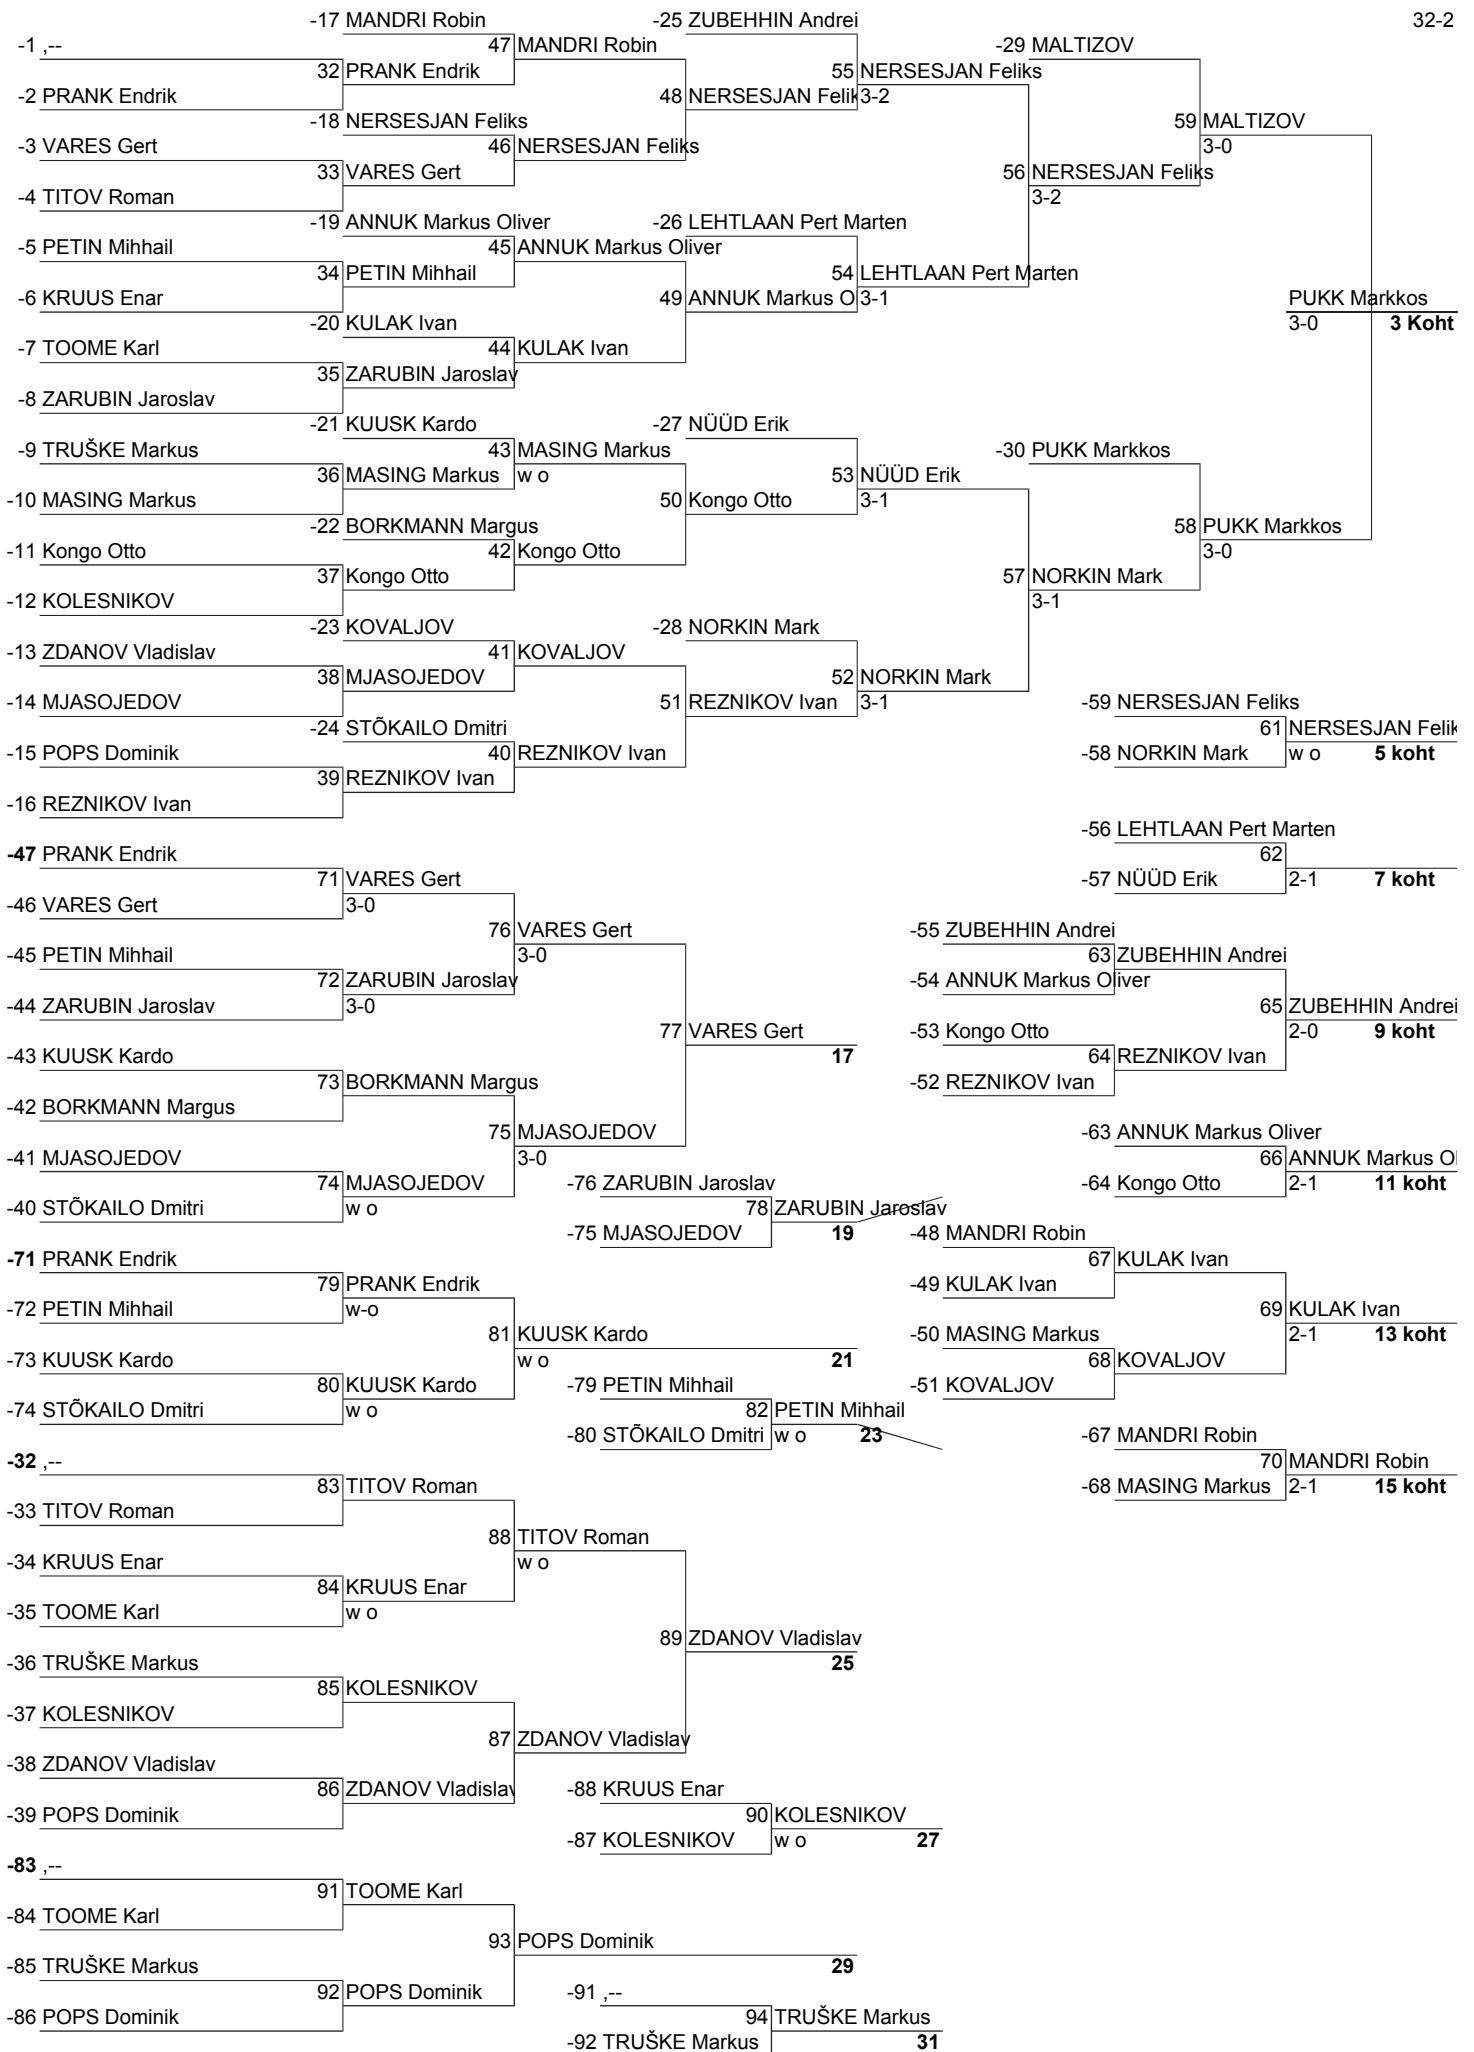 -17 MANDRI Robin -25 ZUBEHHIN Andrei 32-2
-1 ,-- 47 MANDRI Robin -29 MALTIZOV
32 PRANK Endrik 55 NERSESJAN Feliks
-2 PRANK Endrik 48 NERSESJAN Felik 3-2
-18 NERSESJAN Feliks 59 MALTIZOV
-3 VARES Gert 46 NERSESJAN Feliks 3-0
33 VARES Gert 56 NERSESJAN Feliks
-4 TITOV Roman 3-2
-19 ANNUK Markus Oliver -26 LEHTLAAN Pert Marten
-5 PETIN Mihhail 45 ANNUK Markus Oliver
34 PETIN Mihhail 54 LEHTLAAN Pert Marten
-6 KRUUS Enar 49 ANNUK Markus O 3-1 PUKK Markkos
-20 KULAK Ivan 3-0 3 Koht
-7 TOOME Karl 44 KULAK Ivan
35 ZARUBIN Jaroslav
-8 ZARUBIN Jaroslav
-21 KUUSK Kardo -27 NÜÜD Erik
-9 TRUŠKE Markus 43 MASING Markus -30 PUKK Markkos
36 MASING Markus w o 53 NÜÜD Erik
-10 MASING Markus 50 Kongo Otto 3-1
-22 BORKMANN Margus 58 PUKK Markkos
-11 Kongo Otto 42 Kongo Otto 3-0
37 Kongo Otto 57 NORKIN Mark
-12 KOLESNIKOV 3-1
-23 KOVALJOV -28 NORKIN Mark
-13 ZDANOV Vladislav 41 KOVALJOV
38 MJASOJEDOV 52 NORKIN Mark
-14 MJASOJEDOV 51 REZNIKOV Ivan 3-1 -59 NERSESJAN Feliks
-24 STÕKAILO Dmitri 61 NERSESJAN Felik
-15 POPS Dominik 40 REZNIKOV Ivan -58 NORKIN Mark w o 5 koht
39 REZNIKOV Ivan
-16 REZNIKOV Ivan
-56 LEHTLAAN Pert Marten
-47 PRANK Endrik 62
71 VARES Gert -57 NÜÜD Erik 2-1 7 koht
-46 VARES Gert 3-0
76 VARES Gert -55 ZUBEHHIN Andrei
-45 PETIN Mihhail 3-0 63 ZUBEHHIN Andrei
72 ZARUBIN Jaroslav -54 ANNUK Markus Oliver
-44 ZARUBIN Jaroslav 3-0 65 ZUBEHHIN Andrei
77 VARES Gert -53 Kongo Otto 2-0 9 koht
-43 KUUSK Kardo 17 64 REZNIKOV Ivan
73 BORKMANN Margus -52 REZNIKOV Ivan
-42 BORKMANN Margus
75 MJASOJEDOV -63 ANNUK Markus Oliver
-41 MJASOJEDOV 3-0 66 ANNUK Markus Ol
74 MJASOJEDOV -76 ZARUBIN Jaroslav -64 Kongo Otto 2-1 11 koht
-40 STÕKAILO Dmitri w o 78 ZARUBIN Jaroslav
-75 MJASOJEDOV 19 -48 MANDRI Robin
-71 PRANK Endrik 67 KULAK Ivan
79 PRANK Endrik -49 KULAK Ivan
-72 PETIN Mihhail w-o 69 KULAK Ivan
81 KUUSK Kardo -50 MASING Markus 2-1 13 koht
-73 KUUSK Kardo w o 21 68 KOVALJOV
80 KUUSK Kardo -79 PETIN Mihhail -51 KOVALJOV
-74 STÕKAILO Dmitri w o 82 PETIN Mihhail
-80 STÕKAILO Dmitri w o 23 -67 MANDRI Robin
-32 ,-- 70 MANDRI Robin
83 TITOV Roman -68 MASING Markus 2-1 15 koht
-33 TITOV Roman
88 TITOV Roman
-34 KRUUS Enar w o
84 KRUUS Enar
-35 TOOME Karl w o
89 ZDANOV Vladislav
-36 TRUŠKE Markus 25
85 KOLESNIKOV
-37 KOLESNIKOV
87 ZDANOV Vladislav
-38 ZDANOV Vladislav
86 ZDANOV Vladislav -88 KRUUS Enar
-39 POPS Dominik 90 KOLESNIKOV
-87 KOLESNIKOV w o 27
-83 ,--
91 TOOME Karl
-84 TOOME Karl
93 POPS Dominik
-85 TRUŠKE Markus 29
92 POPS Dominik -91 ,--
-86 POPS Dominik 94 TRUŠKE Markus
-92 TRUŠKE Markus 31